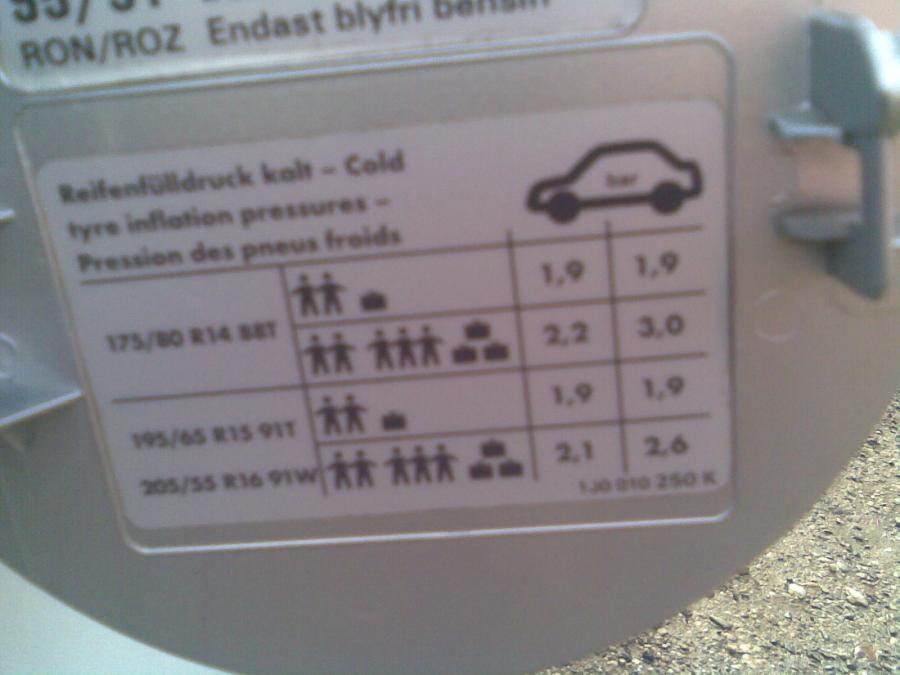 RON/ROZ Endast blyfri bensin
Reifenfülldruck kalt – Cold
tyre inflation pressures –
Pression des pneus froids
bar
175/80 R14 88T
1,9 1,9
2,2 3,0
195/65 R15 91T
1,9 1,9
205/55 R16 91W
2,1 2,6
1J0 010 250 K